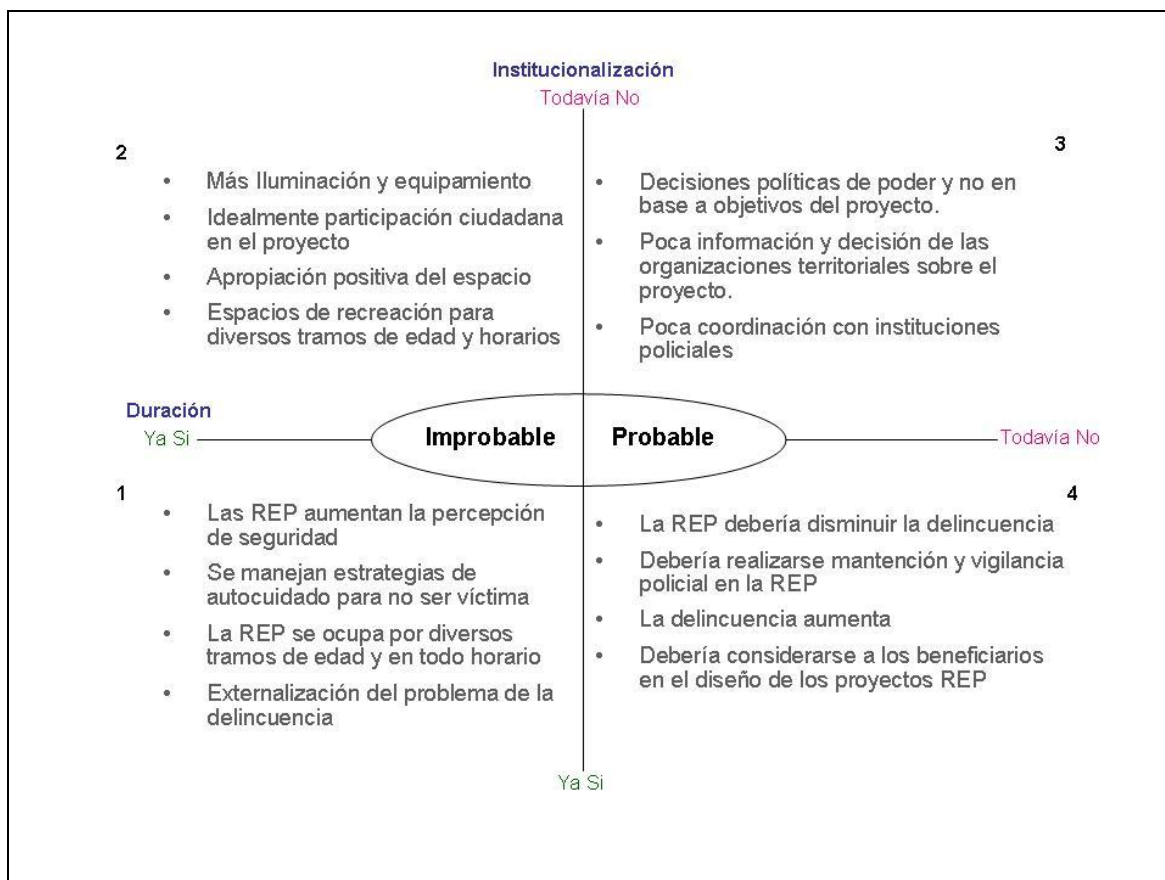 Institucionalización
Todavía No
2
• Más Iluminación y equipamiento
• Idealmente participación ciudadana
en el proyecto
• Apropiación positiva del espacio
• Espacios de recreación para
diversos tramos de edad y horarios
3
• Decisiones políticas de poder y no en
base a objetivos del proyecto.
• Poca información y decisión de las
organizaciones territoriales sobre el
proyecto.
• Poca coordinación con instituciones
policiales
Duración
Ya Si
Improbable
Probable
Todavía No
1
• Las REP aumentan la percepción
de seguridad
• Se manejan estrategias de
autocuidado para no ser víctima
• La REP se ocupa por diversos
tramos de edad y en todo horario
• Externalización del problema de la
delincuencia
4
• La REP debería disminuir la delincuencia
• Debería realizarse mantención y vigilancia
policial en la REP
• La delincuencia aumenta
• Debería considerarse a los beneficiarios
en el diseño de los proyectos REP
Ya Si